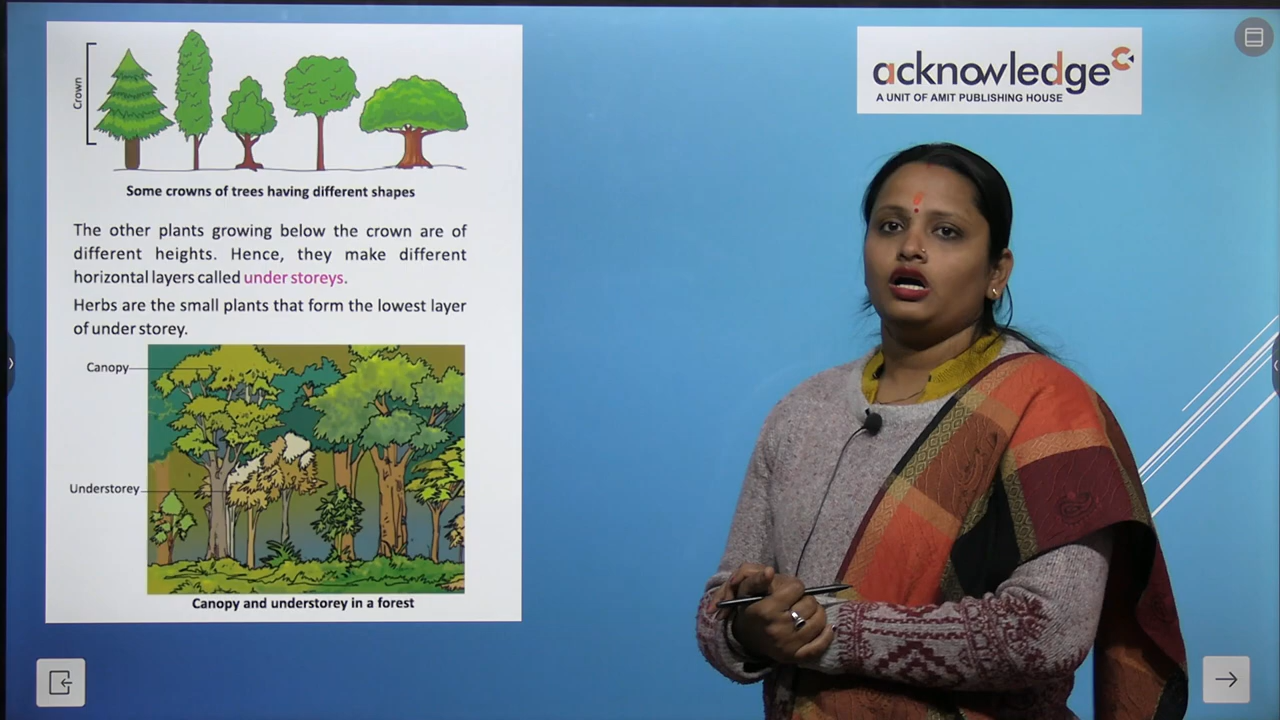 Crown
Some crowns of trees having different shapes
The other plants growing below the crown are of
different heights. Hence, they make different
horizontal layers called under storeys.
Herbs are the small plants that form the lowest layer
of under storey.
Canopy
Understorey
Canopy and understorey in a forest
acknowledge
A UNIT OF AMIT PUBLISHING HOUSE